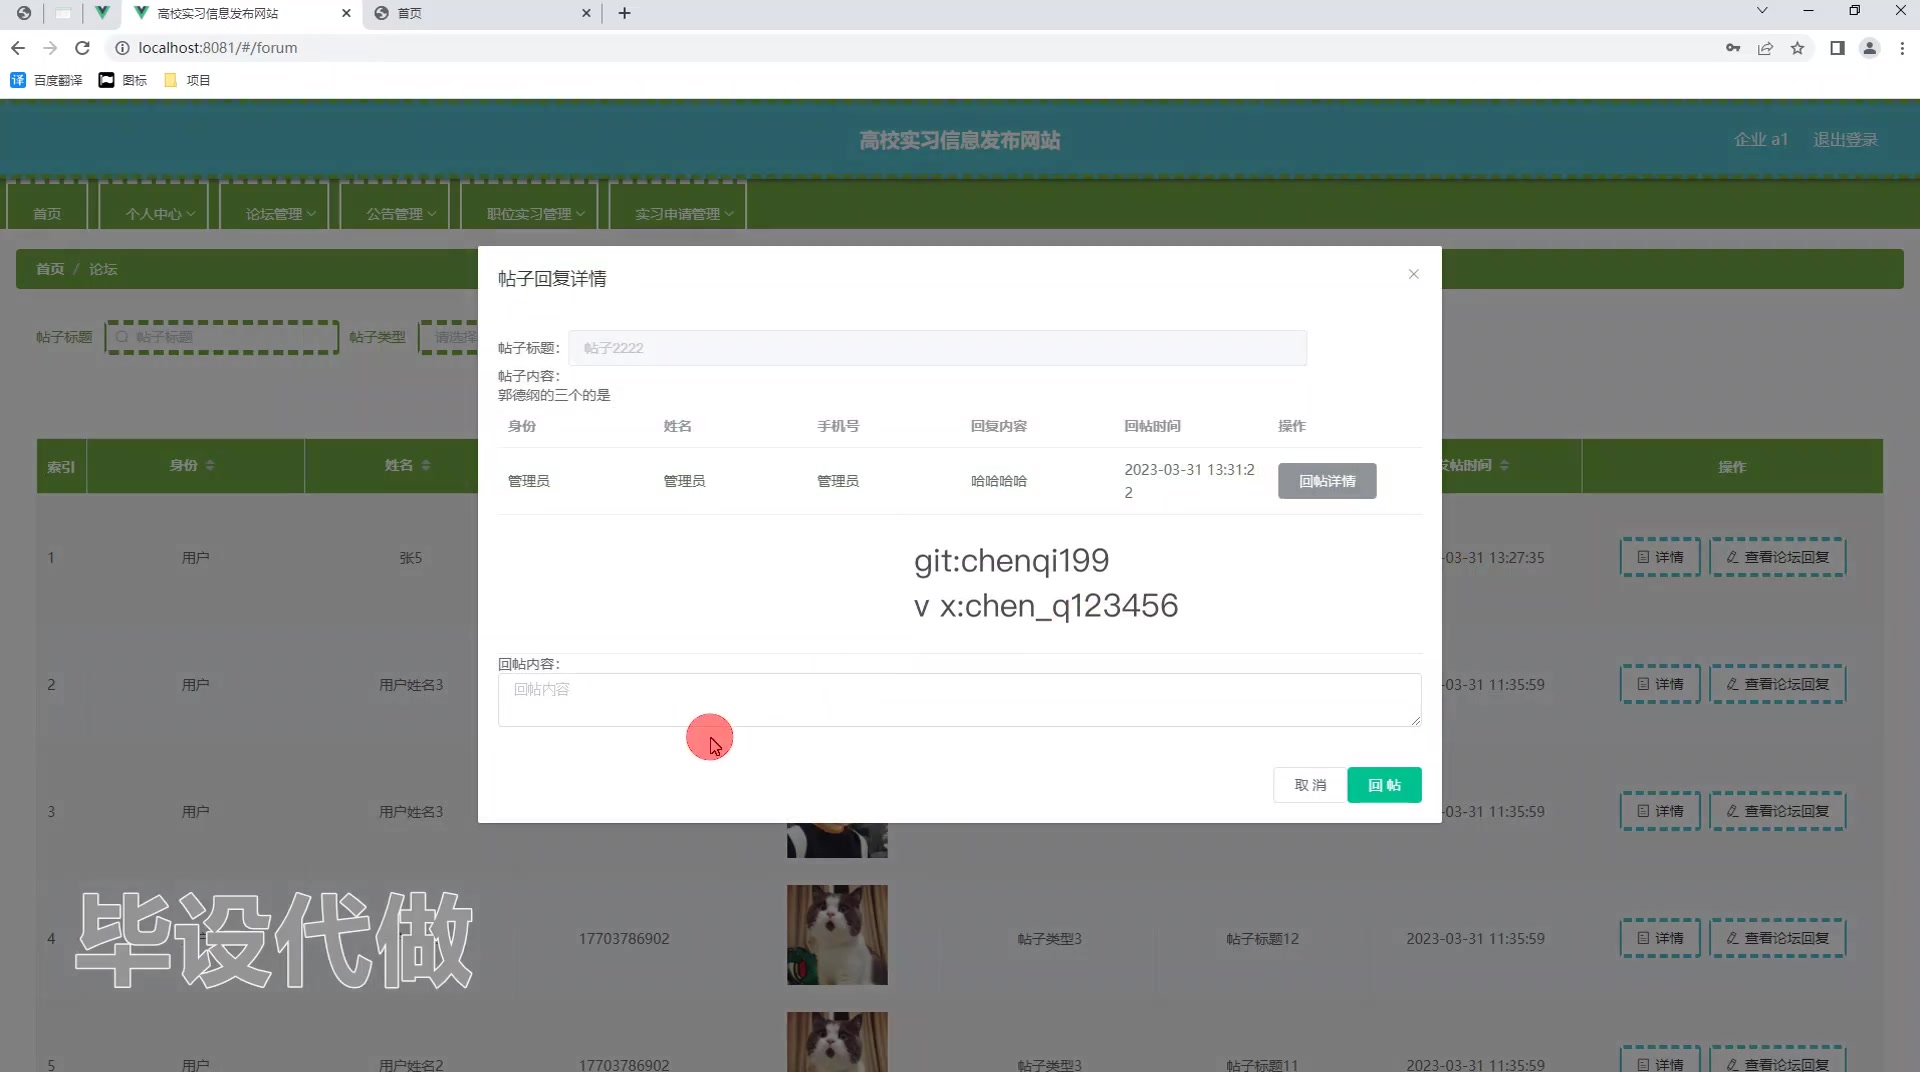 高校实习信息发布网站
首页
localhost:8081/#/forum
译 百度翻译 图标 项目
高校实习信息发布网站
企业 a1 退出登录
首页 个人中心 论坛管理 公告管理 职位实习管理 实习申请管理
首页 / 论坛
帖子标题 帖子标题 帖子类型 请选择
索引 身份 姓名 发帖时间 操作
1 用户 张5 -03-31 13:27:35 详情 查看论坛回复
2 用户 用户姓名3 -03-31 11:35:59 详情 查看论坛回复
3 用户 用户姓名3 -03-31 11:35:59 详情 查看论坛回复
4 17703786902 帖子类型3 帖子标题12 2023-03-31 11:35:59 详情 查看论坛回复
5 用户 用户姓名2 17703786902 帖子类型3 帖子标题11 2023-03-31 11:35:59 详情 查看论坛回复
帖子回复详情
帖子标题: 帖子2222
帖子内容:
郭德纲的三个的是
身份 姓名 手机号 回复内容 回帖时间 操作
管理员 管理员 管理员 哈哈哈哈 2023-03-31 13:31:2
2
回帖详情
git:chenqi199
v x:chen_q123456
回帖内容:
回帖内容
取 消 回 帖
毕设代做